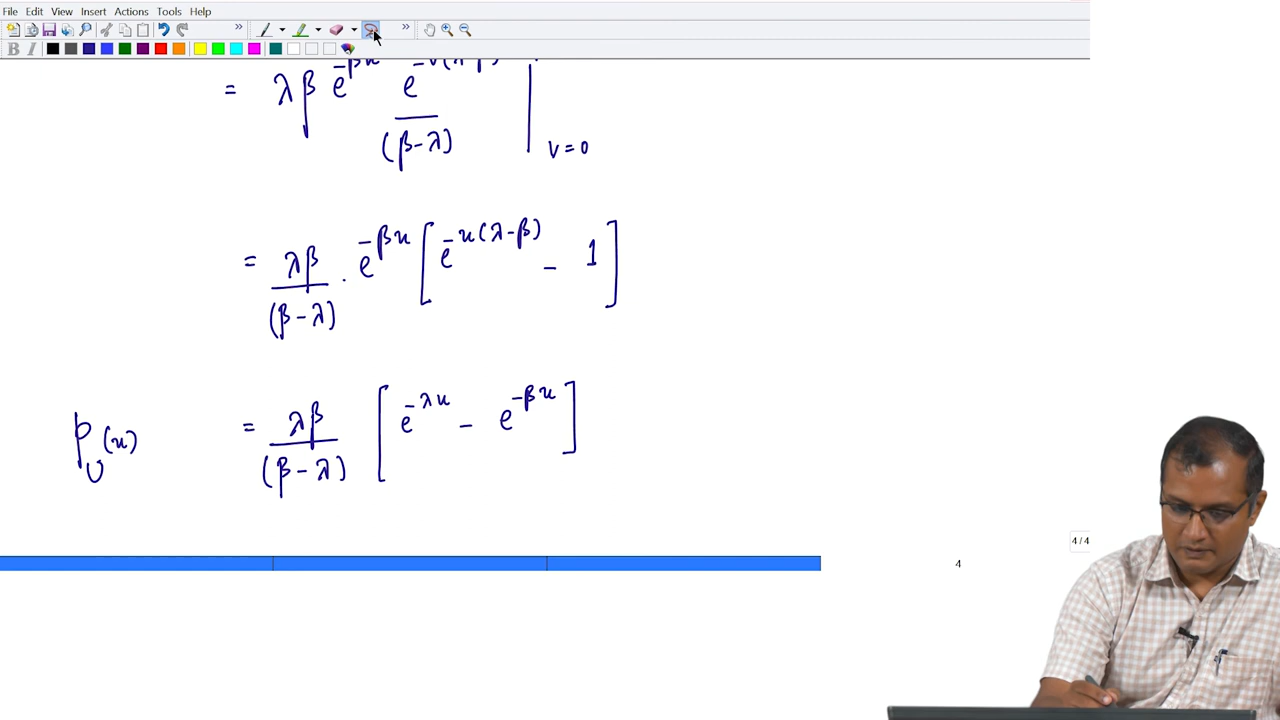 File Edit View Insert Actions Tools Help
= λβ e^{-βu} e^{-v(λ-β)} / (β-λ) | v=0
= λβ / (β-λ) · e^{-βu} [ e^{-u(λ-β)} - 1 ]
p_U(u) = λβ / (β-λ) [ e^{-λu} - e^{-βu} ]
4/4
4